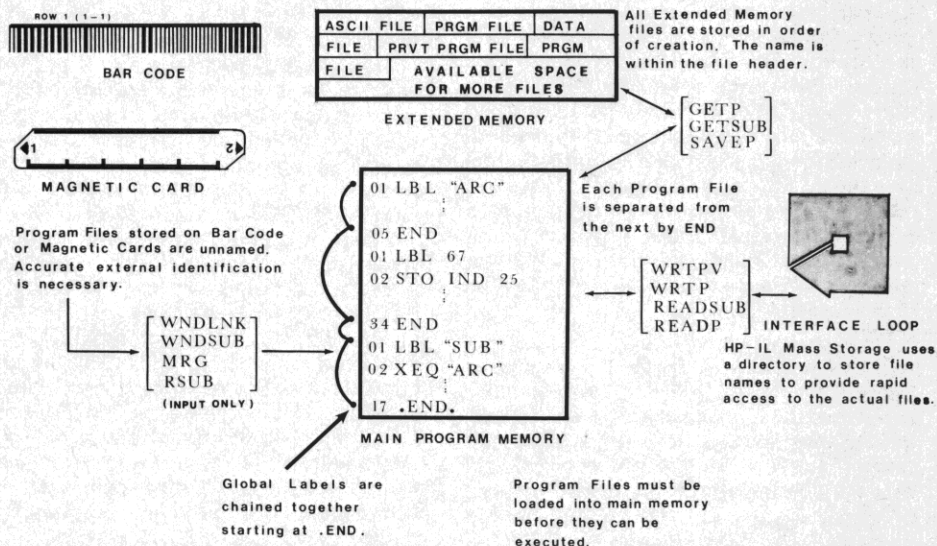 ROW 1 (1-1)
BAR CODE
1 2
MAGNETIC CARD
Program Files stored on Bar Code
or Magnetic Cards are unnamed.
Accurate external identification
is necessary.
WNDLNK
WNDSUB
MRG
RSUB
(INPUT ONLY)
ASCII FILE PRGM FILE DATA
FILE PRVT PRGM FILE PRGM
FILE AVAILABLE SPACE
FOR MORE FILES
EXTENDED MEMORY
All Extended Memory
files are stored in order
of creation. The name is
within the file header.
GETP
GETSUB
SAVEP
01 LBL "ARC"
05 END
01 LBL 67
02 STO IND 25
34 END
01 LBL "SUB"
02 XEQ "ARC"
17 .END.
MAIN PROGRAM MEMORY
Each Program File
is separated from
the next by END
WRTPV
WRTP
READSUB
READP
INTERFACE LOOP
HP-IL Mass Storage uses
a directory to store file
names to provide rapid
access to the actual files.
Global Labels are
chained together
starting at .END.
Program Files must be
loaded into main memory
before they can be
executed.